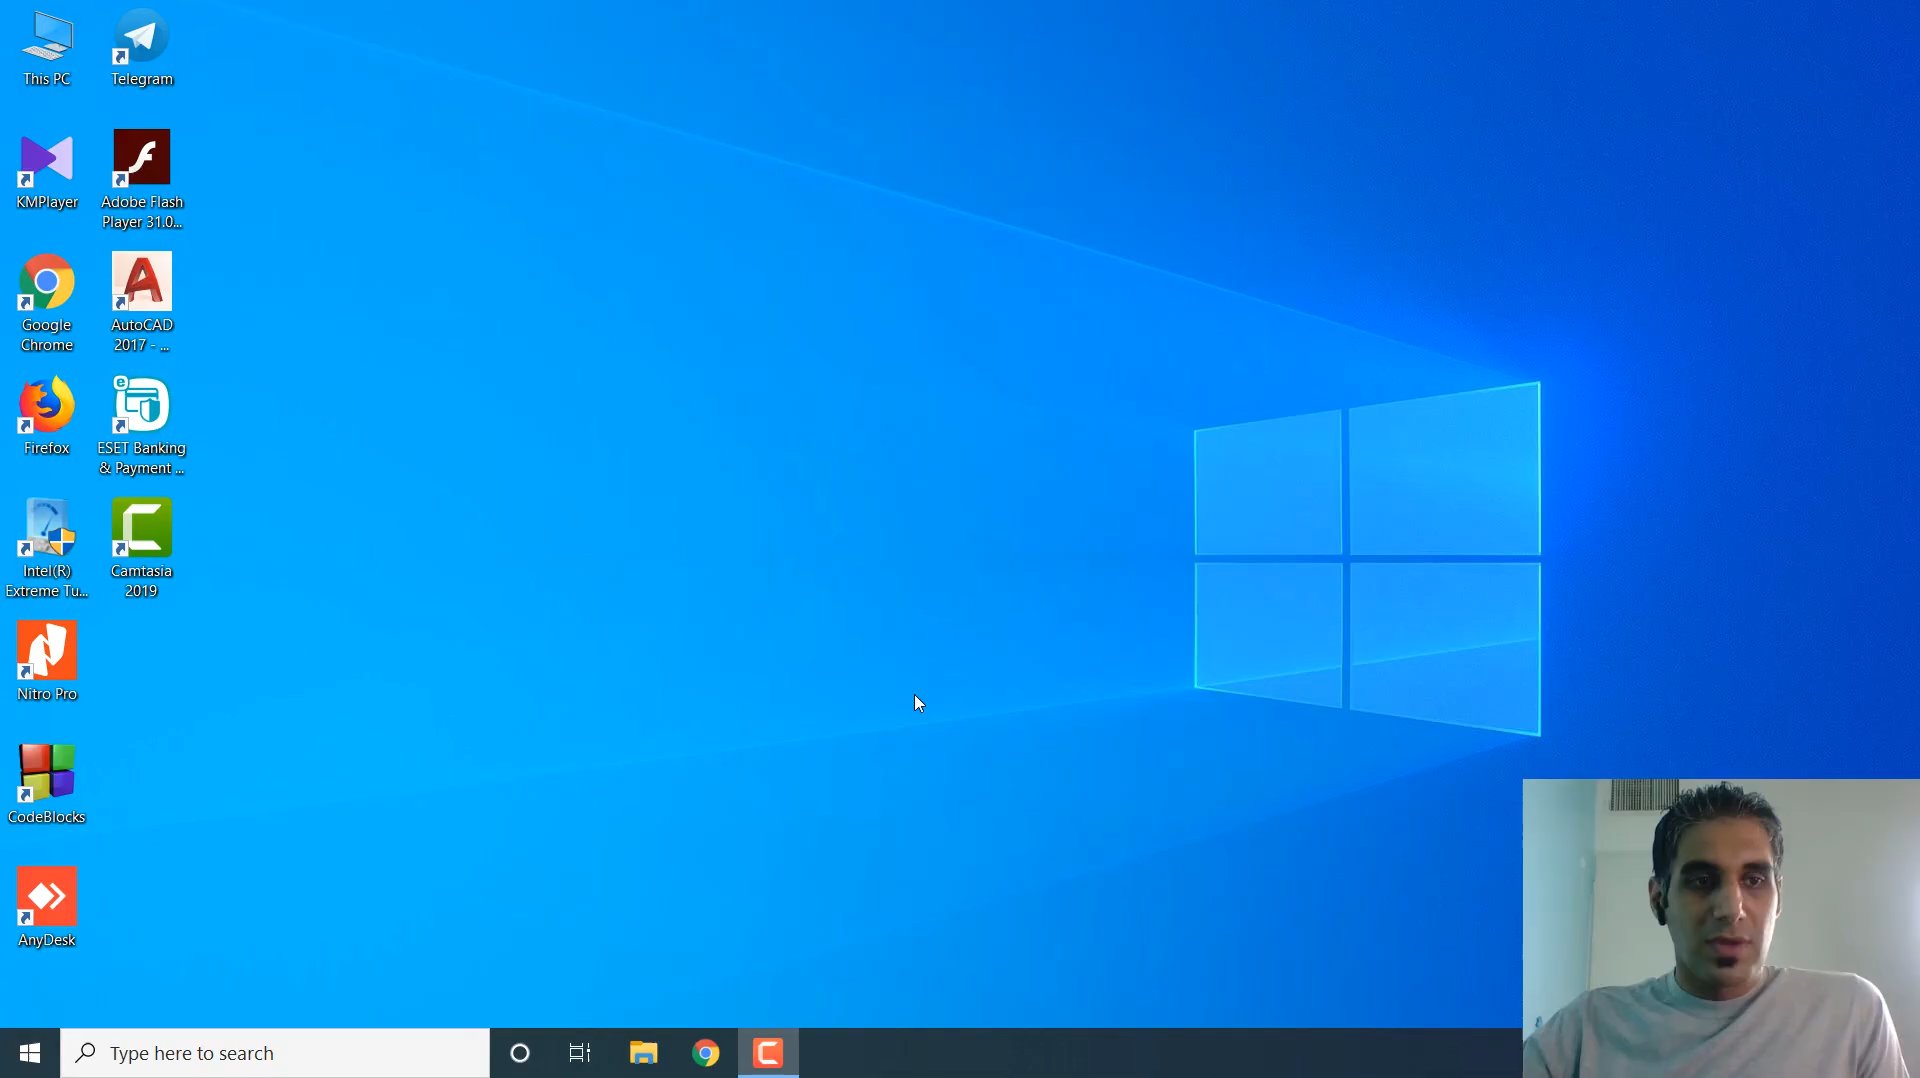 This PC
Telegram
KMPlayer
Adobe Flash
Player 31.0...
Google
Chrome
AutoCAD
2017 - ...
Firefox
ESET Banking
& Payment ...
Intel(R)
Extreme Tu...
Camtasia
2019
Nitro Pro
CodeBlocks
AnyDesk
Type here to search